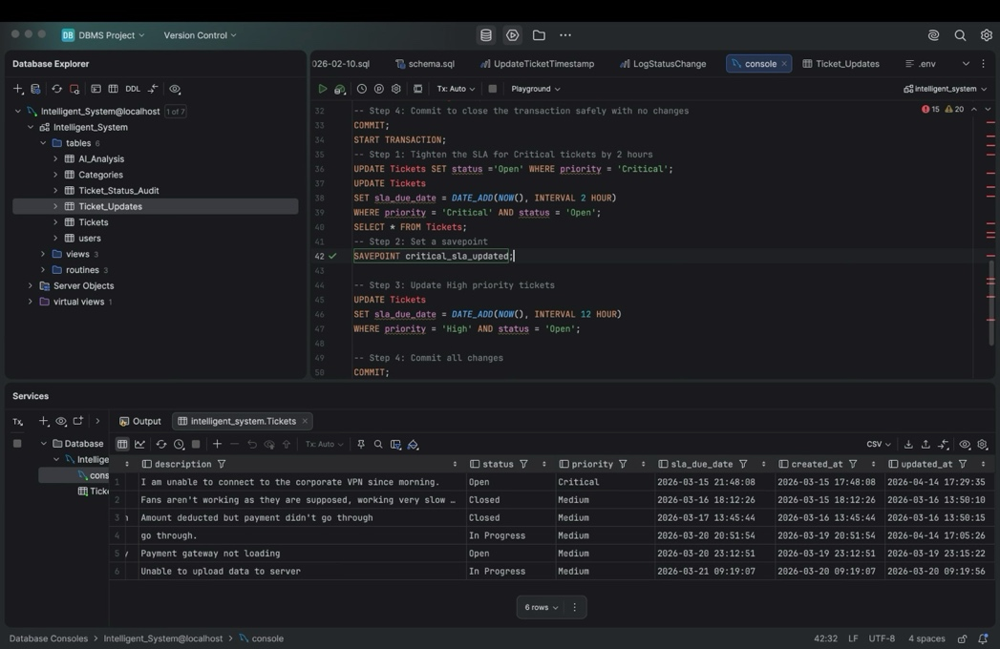 DB DBMS Project Version Control
Database Explorer
026-02-10.sql schema.sql UpdateTicketTimestamp LogStatusChange console Ticket_Updates .env
DDL
Tx: Auto Playground intelligent_system
Intelligent_System@localhost 1 of 7
Intelligent_System
tables 6
AI_Analysis
Categories
Ticket_Status_Audit
Ticket_Updates
Tickets
users
views 3
routines 3
Server Objects
virtual views 1
15 20
32 -- Step 4: Commit to close the transaction safely with no changes
33 COMMIT;
34 START TRANSACTION;
35 -- Step 1: Tighten the SLA for Critical tickets by 2 hours
36 UPDATE Tickets SET status ='Open' WHERE priority = 'Critical';
37 UPDATE Tickets
38 SET sla_due_date = DATE_ADD(NOW(), INTERVAL 2 HOUR)
39 WHERE priority = 'Critical' AND status = 'Open';
40 SELECT * FROM Tickets;
41 -- Step 2: Set a savepoint
42 SAVEPOINT critical_sla_updated;
43
44 -- Step 3: Update High priority tickets
45 UPDATE Tickets
46 SET sla_due_date = DATE_ADD(NOW(), INTERVAL 12 HOUR)
47 WHERE priority = 'High' AND status = 'Open';
48
49 -- Step 4: Commit all changes
50 COMMIT;
Services
Tx
Database
Intellige
cons
Ticke
Output intelligent_system.Tickets
Tx: Auto CSV
description status priority sla_due_date created_at updated_at
1 I am unable to connect to the corporate VPN since morning. Open Critical 2026-03-15 21:48:08 2026-03-15 17:48:08 2026-04-14 17:29:35
2 Fans aren't working as they are supposed, working very slow … Closed Medium 2026-03-16 18:12:26 2026-03-15 18:12:26 2026-03-16 13:50:10
3 Amount deducted but payment didn't go through Closed Medium 2026-03-17 13:45:44 2026-03-16 13:45:44 2026-03-16 13:50:15
4 go through. In Progress Medium 2026-03-20 20:51:54 2026-03-19 20:51:54 2026-04-14 17:05:26
5 y Payment gateway not loading Open Medium 2026-03-20 23:12:51 2026-03-19 23:12:51 2026-03-19 23:15:22
6 Unable to upload data to server In Progress Medium 2026-03-21 09:19:07 2026-03-20 09:19:07 2026-03-20 09:19:56
6 rows
Database Consoles > Intelligent_System@localhost > console
42:32 LF UTF-8 4 spaces